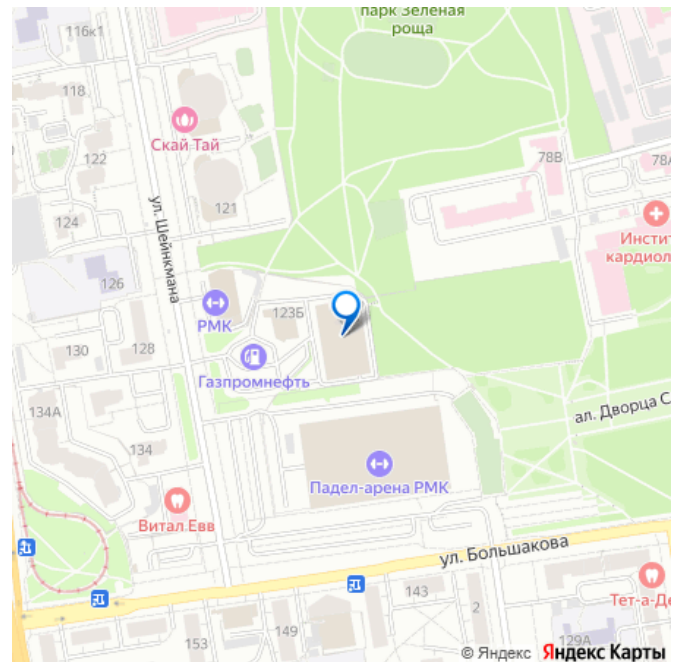 парк Зеленая
роща
116к1
118
Скай Тай
122
78В
78А
121
124
ул. Шейнкмана
Инстит
кардиол
126
РМК
123Б
128
130
Газпромнефть
134А
ал. Дворца С
134
Падел-арена РМК
Витал Евв
ул. Большакова
143
2
Тет-а-Де
149
153
129А
© Яндекс Яндекс Карты